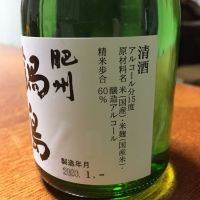 肥州
鍋島
清酒
アルコール分15度
原材料名 米(国産)・米麹(国産米)・
醸造アルコール
精米歩合 60%
製造年月